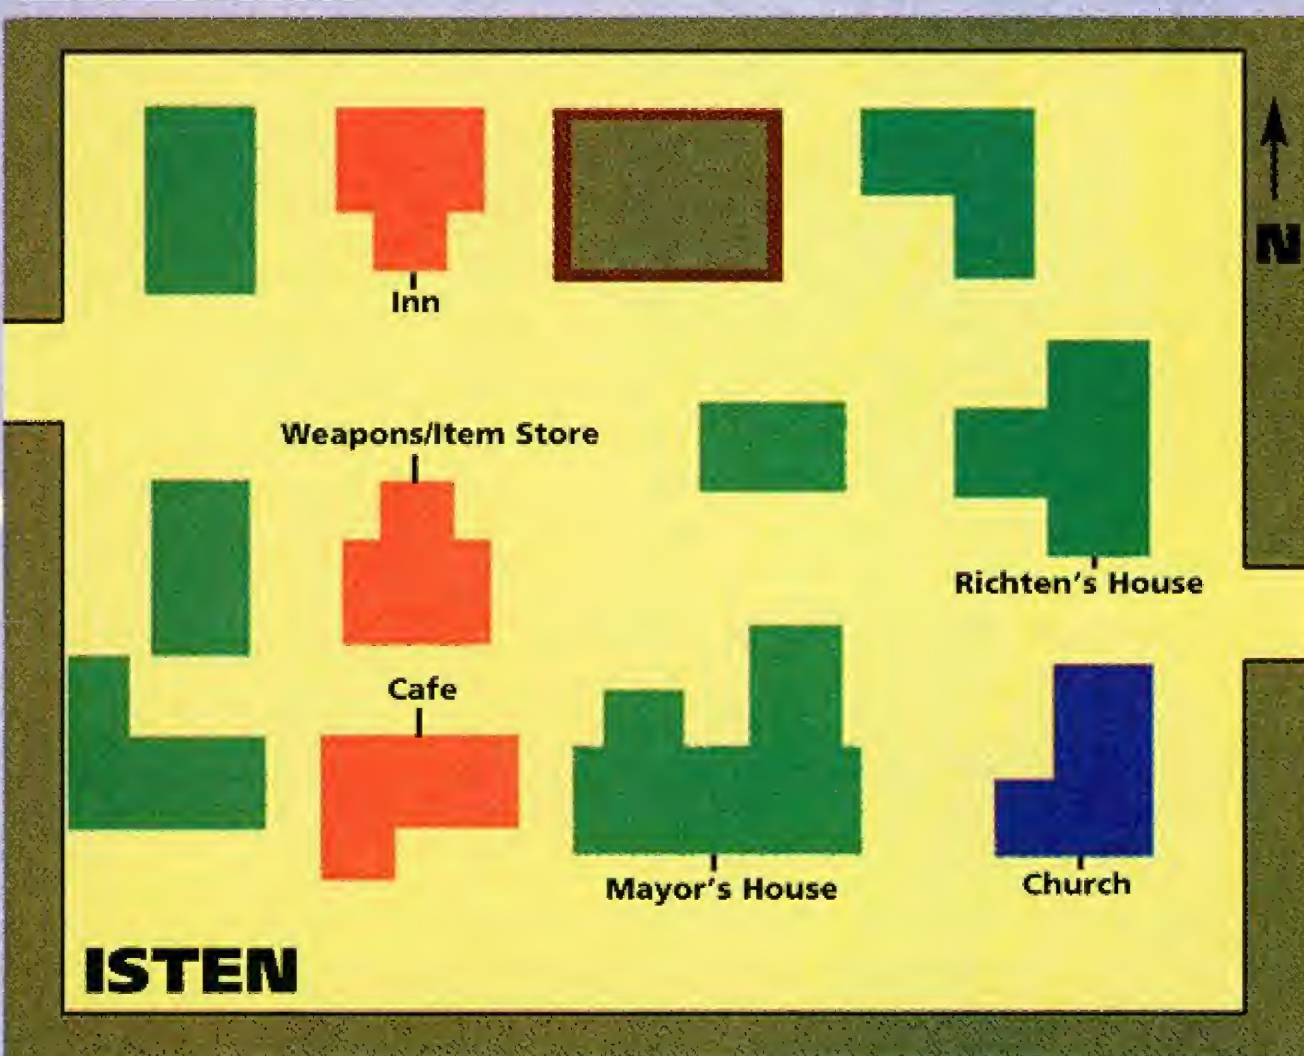 N
Inn
Weapons/Item Store
Richten's House
Cafe
Mayor's House
Church
ISTEN